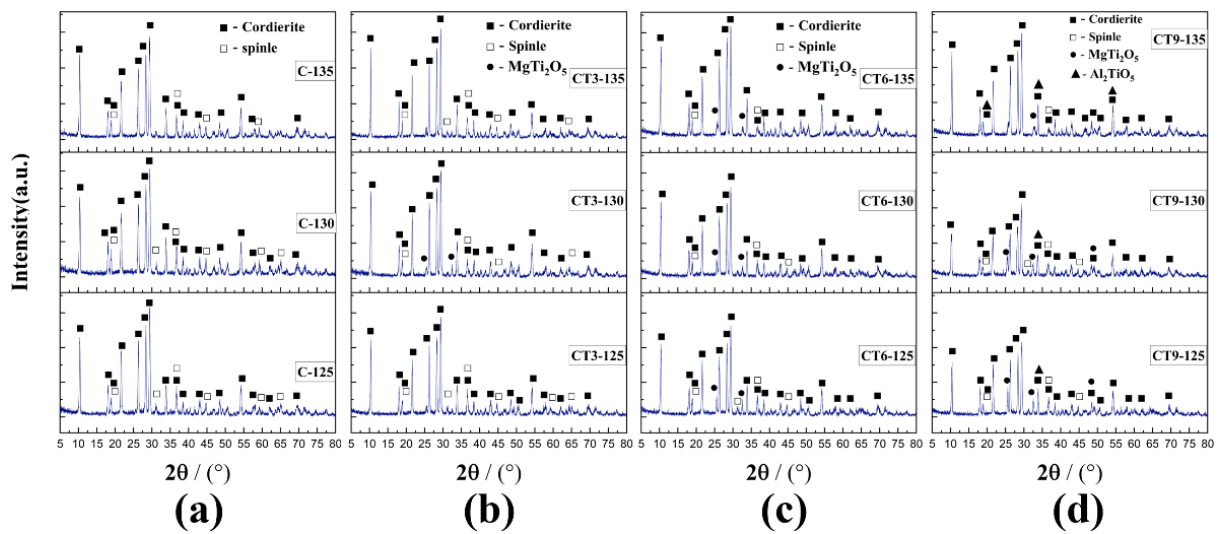 Intensity(a.u.)
■ - Cordierite
□ - spinle
C-135
C-130
C-125
5 10 15 20 25 30 35 40 45 50 55 60 65 70 75 80
2θ / (°)
(a)
■ - Cordierite
□ - Spinle
● - MgTi₂O₅
CT3-135
CT3-130
CT3-125
5 10 15 20 25 30 35 40 45 50 55 60 65 70 75 80
2θ / (°)
(b)
■ - Cordierite
□ - Spinle
● - MgTi₂O₅
CT6-135
CT6-130
CT6-125
5 10 15 20 25 30 35 40 45 50 55 60 65 70 75 80
2θ / (°)
(c)
■ - Cordierite
□ - Spinle
● - MgTi₂O₅
▲ - Al₂TiO₅
CT9-135
CT9-130
CT9-125
5 10 15 20 25 30 35 40 45 50 55 60 65 70 75 80
2θ / (°)
(d)